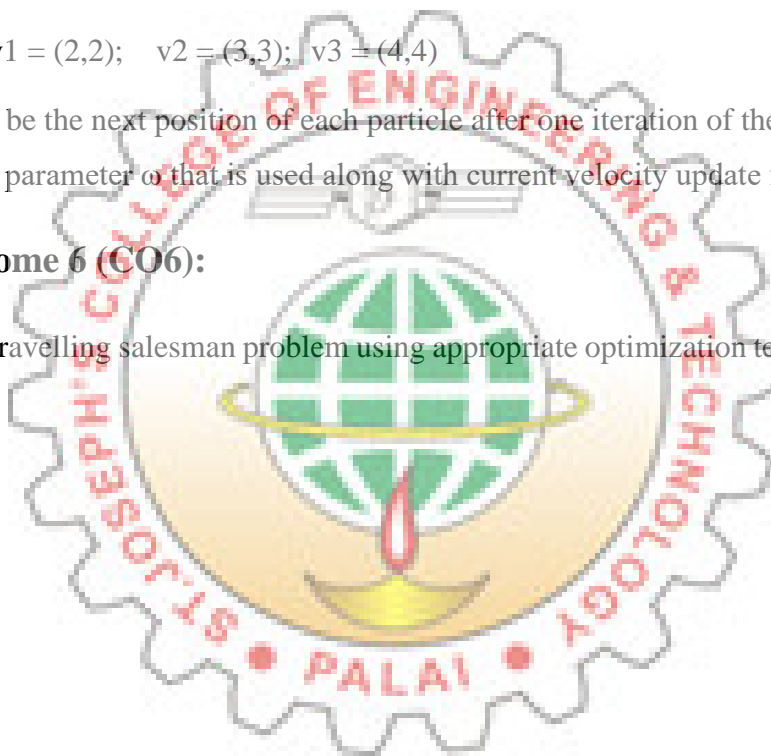 v1 = (2,2); v2 = (3,3); v3 = (4,4)
be the next position of each particle after one iteration of the
parameter ω that is used along with current velocity update
ome 6 (CO6):
ravelling salesman problem using appropriate optimization te
ST.JOSEPH'S COLLEGE OF ENGINEERING & TECHNOLOGY
• PALAI •